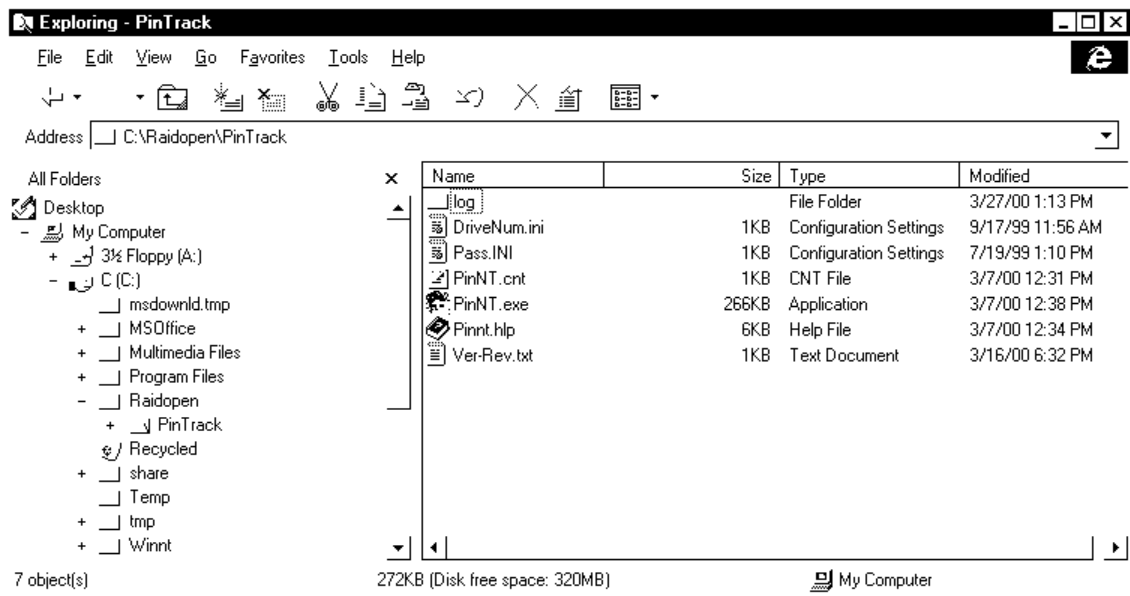 Exploring - PinTrack
File Edit View Go Favorites Tools Help
Address C:\Raidopen\PinTrack
All Folders
Desktop
My Computer
3½ Floppy (A:)
C (C:)
msdownld.tmp
MSOffice
Multimedia Files
Program Files
Raidopen
PinTrack
Recycled
share
Temp
tmp
Winnt
Name Size Type Modified
log File Folder 3/27/00 1:13 PM
DriveNum.ini 1KB Configuration Settings 9/17/99 11:56 AM
Pass.INI 1KB Configuration Settings 7/19/99 1:10 PM
PinNT.cnt 1KB CNT File 3/7/00 12:31 PM
PinNT.exe 266KB Application 3/7/00 12:38 PM
Pinnt.hlp 6KB Help File 3/7/00 12:34 PM
Ver-Rev.txt 1KB Text Document 3/16/00 6:32 PM
7 object(s) 272KB (Disk free space: 320MB) My Computer